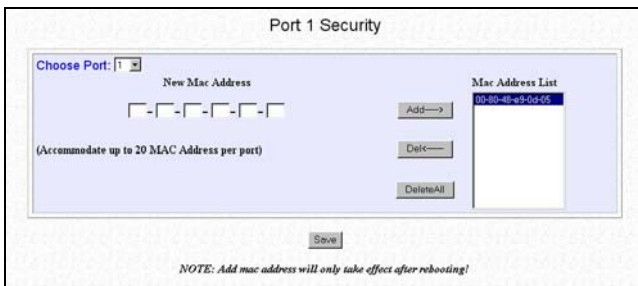 Port 1 Security
Choose Port: 1
New Mac Address
Mac Address List
00-80-48-e9-0d-05
- - - - -
Add--->
(Accommodate up to 20 MAC Address per port)
Del<---
DeleteAll
Save
NOTE: Add mac address will only take effect after rebooting!